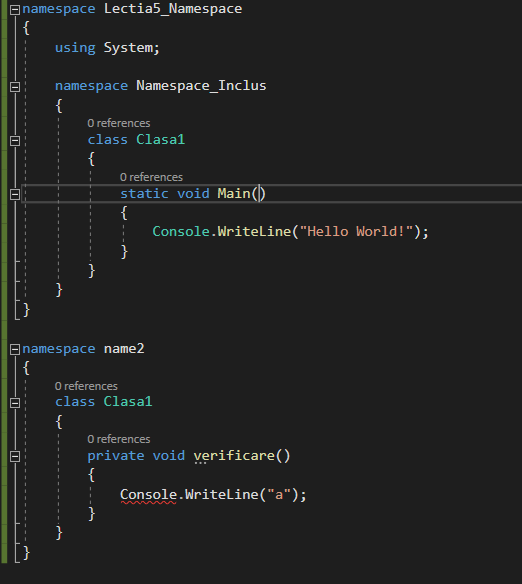 namespace Lectia5_Namespace
{
using System;
namespace Namespace_Inclus
{
0 references
class Clasa1
{
0 references
static void Main()
{
Console.WriteLine("Hello World!");
}
}
}
}
namespace name2
{
0 references
class Clasa1
{
0 references
private void verificare()
{
Console.WriteLine("a");
}
}
}